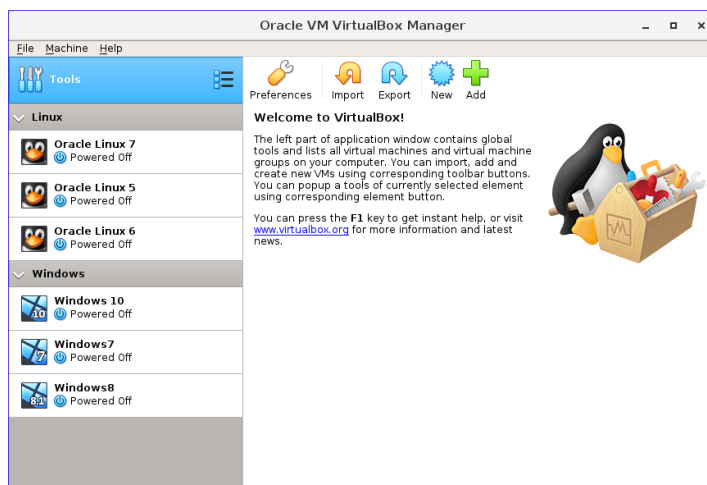 Oracle VM VirtualBox Manager
File Machine Help
Tools
Preferences Import Export New Add
Linux
Oracle Linux 7
Powered Off
Oracle Linux 5
Powered Off
Oracle Linux 6
Powered Off
Windows
Windows 10
10
Powered Off
Windows7
7
Powered Off
Windows8
8.1
Powered Off
Welcome to VirtualBox!
The left part of application window contains global
tools and lists all virtual machines and virtual machine
groups on your computer. You can import, add and
create new VMs using corresponding toolbar buttons.
You can popup a tools of currently selected element
using corresponding element button.
You can press the F1 key to get instant help, or visit
www.virtualbox.org for more information and latest
news.